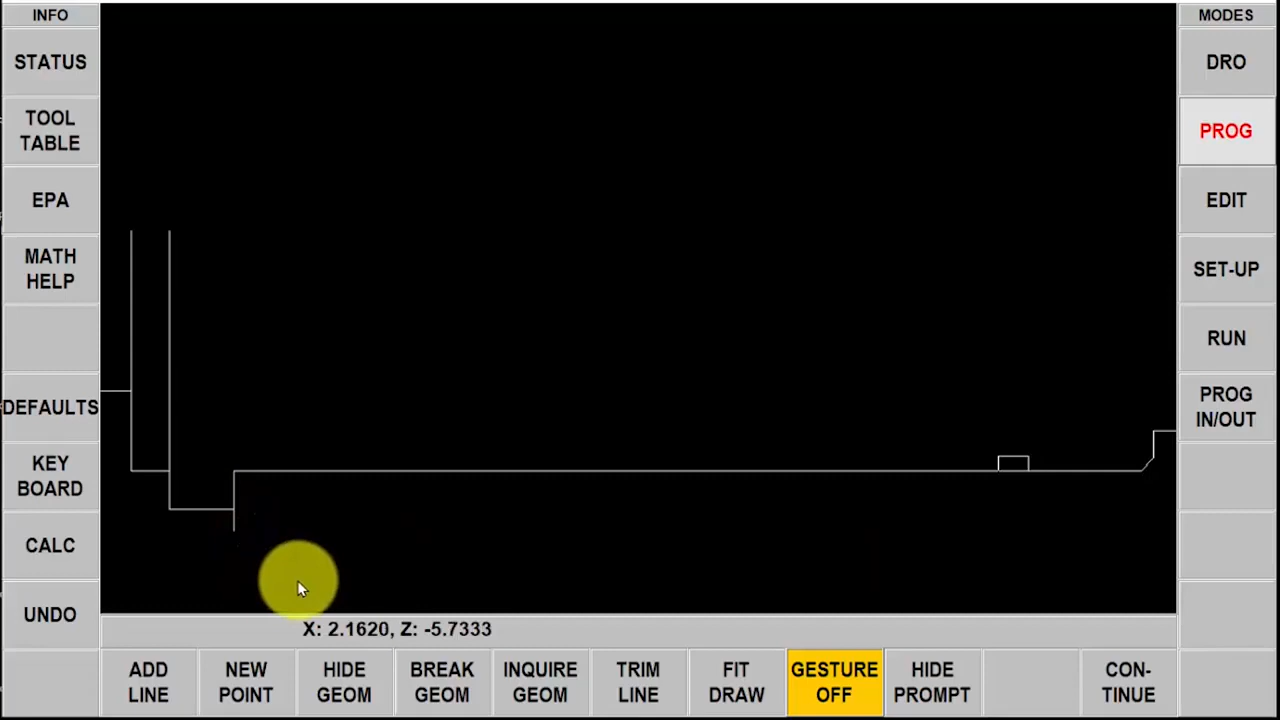 INFO
STATUS
TOOL
TABLE
EPA
MATH
HELP
DEFAULTS
KEY
BOARD
CALC
UNDO
MODES
DRO
PROG
EDIT
SET-UP
RUN
PROG
IN/OUT
X: 2.1620, Z: -5.7333
ADD
LINE
NEW
POINT
HIDE
GEOM
BREAK
GEOM
INQUIRE
GEOM
TRIM
LINE
FIT
DRAW
GESTURE
OFF
HIDE
PROMPT
CON-
TINUE